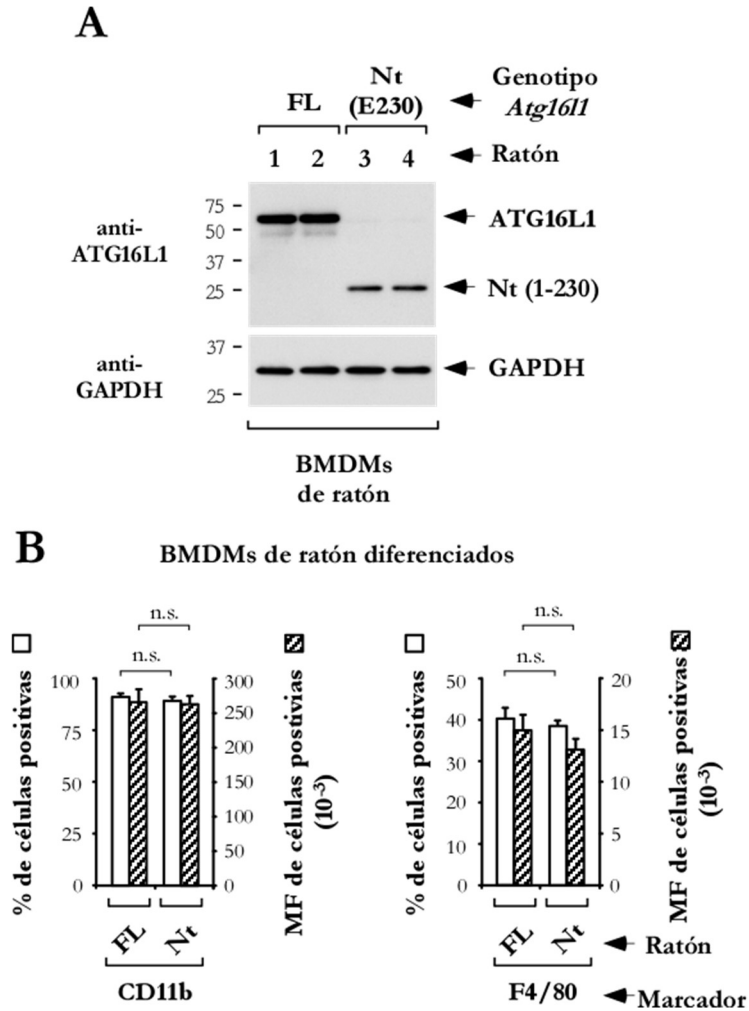 A
FL
Nt
(E230)
Genotipo
Atg16l1
1 2 3 4
Ratón
anti-
ATG16L1
75
50
37
25
ATG16L1
Nt (1-230)
anti-
GAPDH
37
25
GAPDH
BMDMs
de ratón
B
BMDMs de ratón diferenciados
% de células positivas
n.s.
n.s.
100
75
50
25
0
300
250
200
150
100
50
0
MF de células postivias
(10-3)
FL
Nt
CD11b
% de células positivas
n.s.
n.s.
50
40
30
20
10
0
20
15
10
5
0
MF de células positivas
(10-3)
FL
Nt
Ratón
F4/80
Marcador